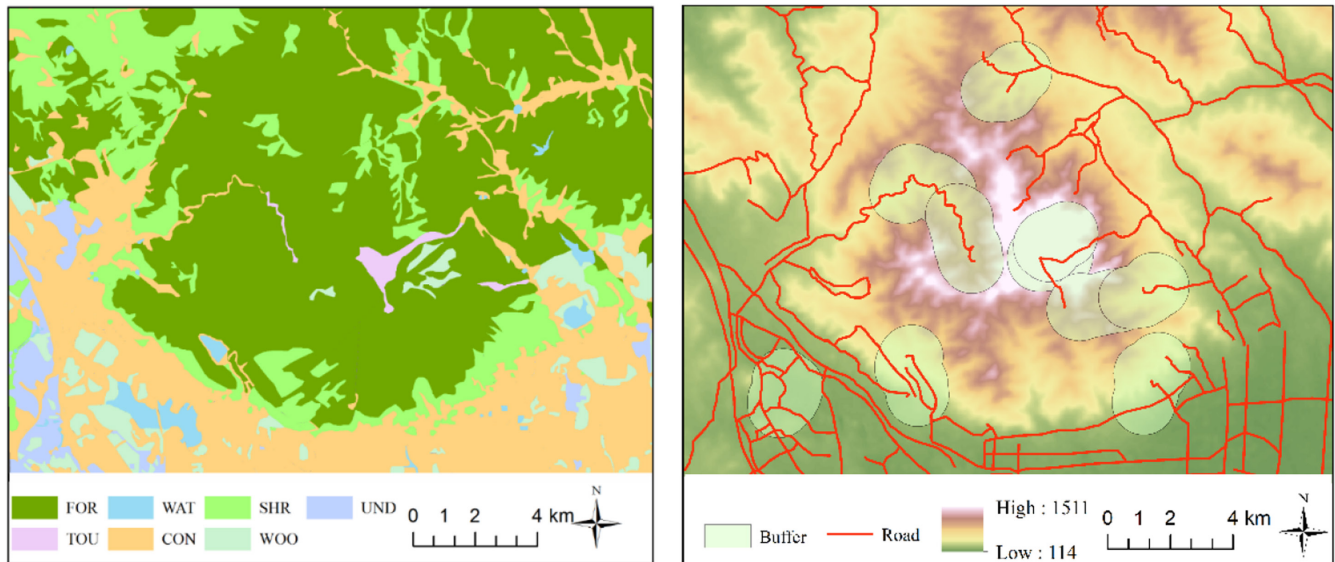 FOR WAT SHR UND
TOU CON WOO
0 1 2 4 km
N
Buffer
Road
High : 1511
Low : 114
0 1 2 4 km
N